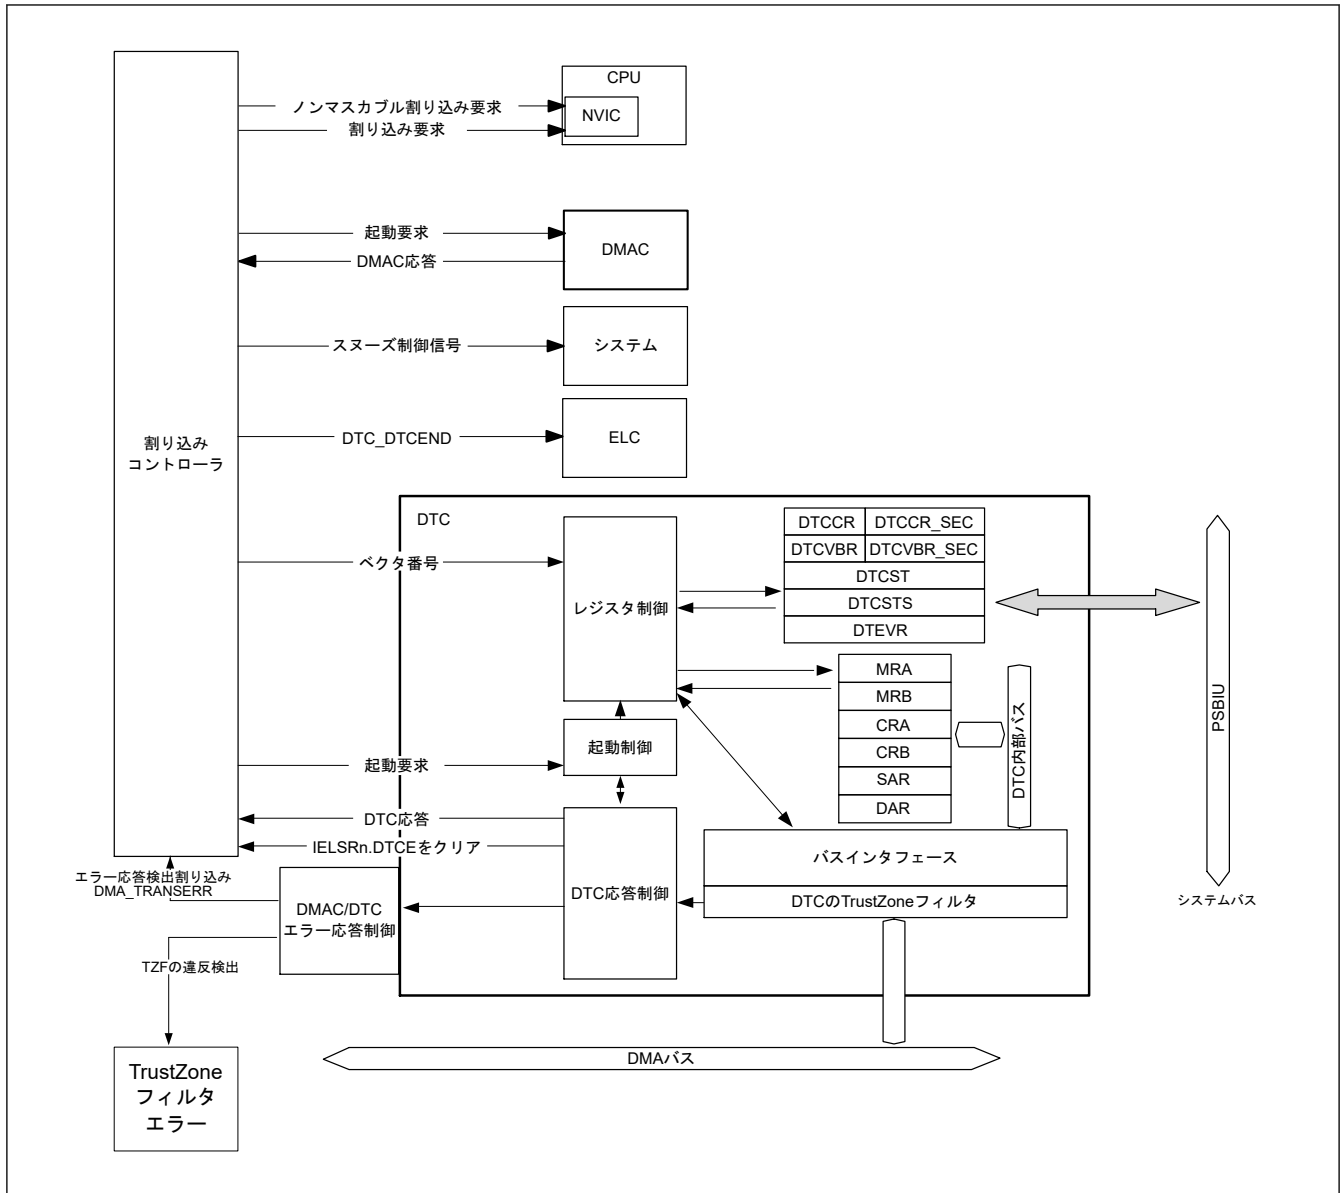 CPU
NVIC
ノンマスカブル割り込み要求
割り込み要求
起動要求
DMAC応答
DMAC
スヌーズ制御信号
システム
DTC_DTCEND
ELC
割り込み
コントローラ
DTC
ベクタ番号
レジスタ制御
DTCCR
DTCCR_SEC
DTCVBR
DTCVBR_SEC
DTCST
DTCSTS
DTEVR
MRA
MRB
CRA
CRB
SAR
DAR
DTC内部バス
PSBIU
システムバス
起動制御
起動要求
DTC応答
IELSRn.DTCEをクリア
DTC応答制御
バスインタフェース
DTCのTrustZoneフィルタ
エラー応答検出割り込み
DMA_TRANSERR
DMAC/DTC
エラー応答制御
TZFの違反検出
TrustZone
フィルタ
エラー
DMAバス